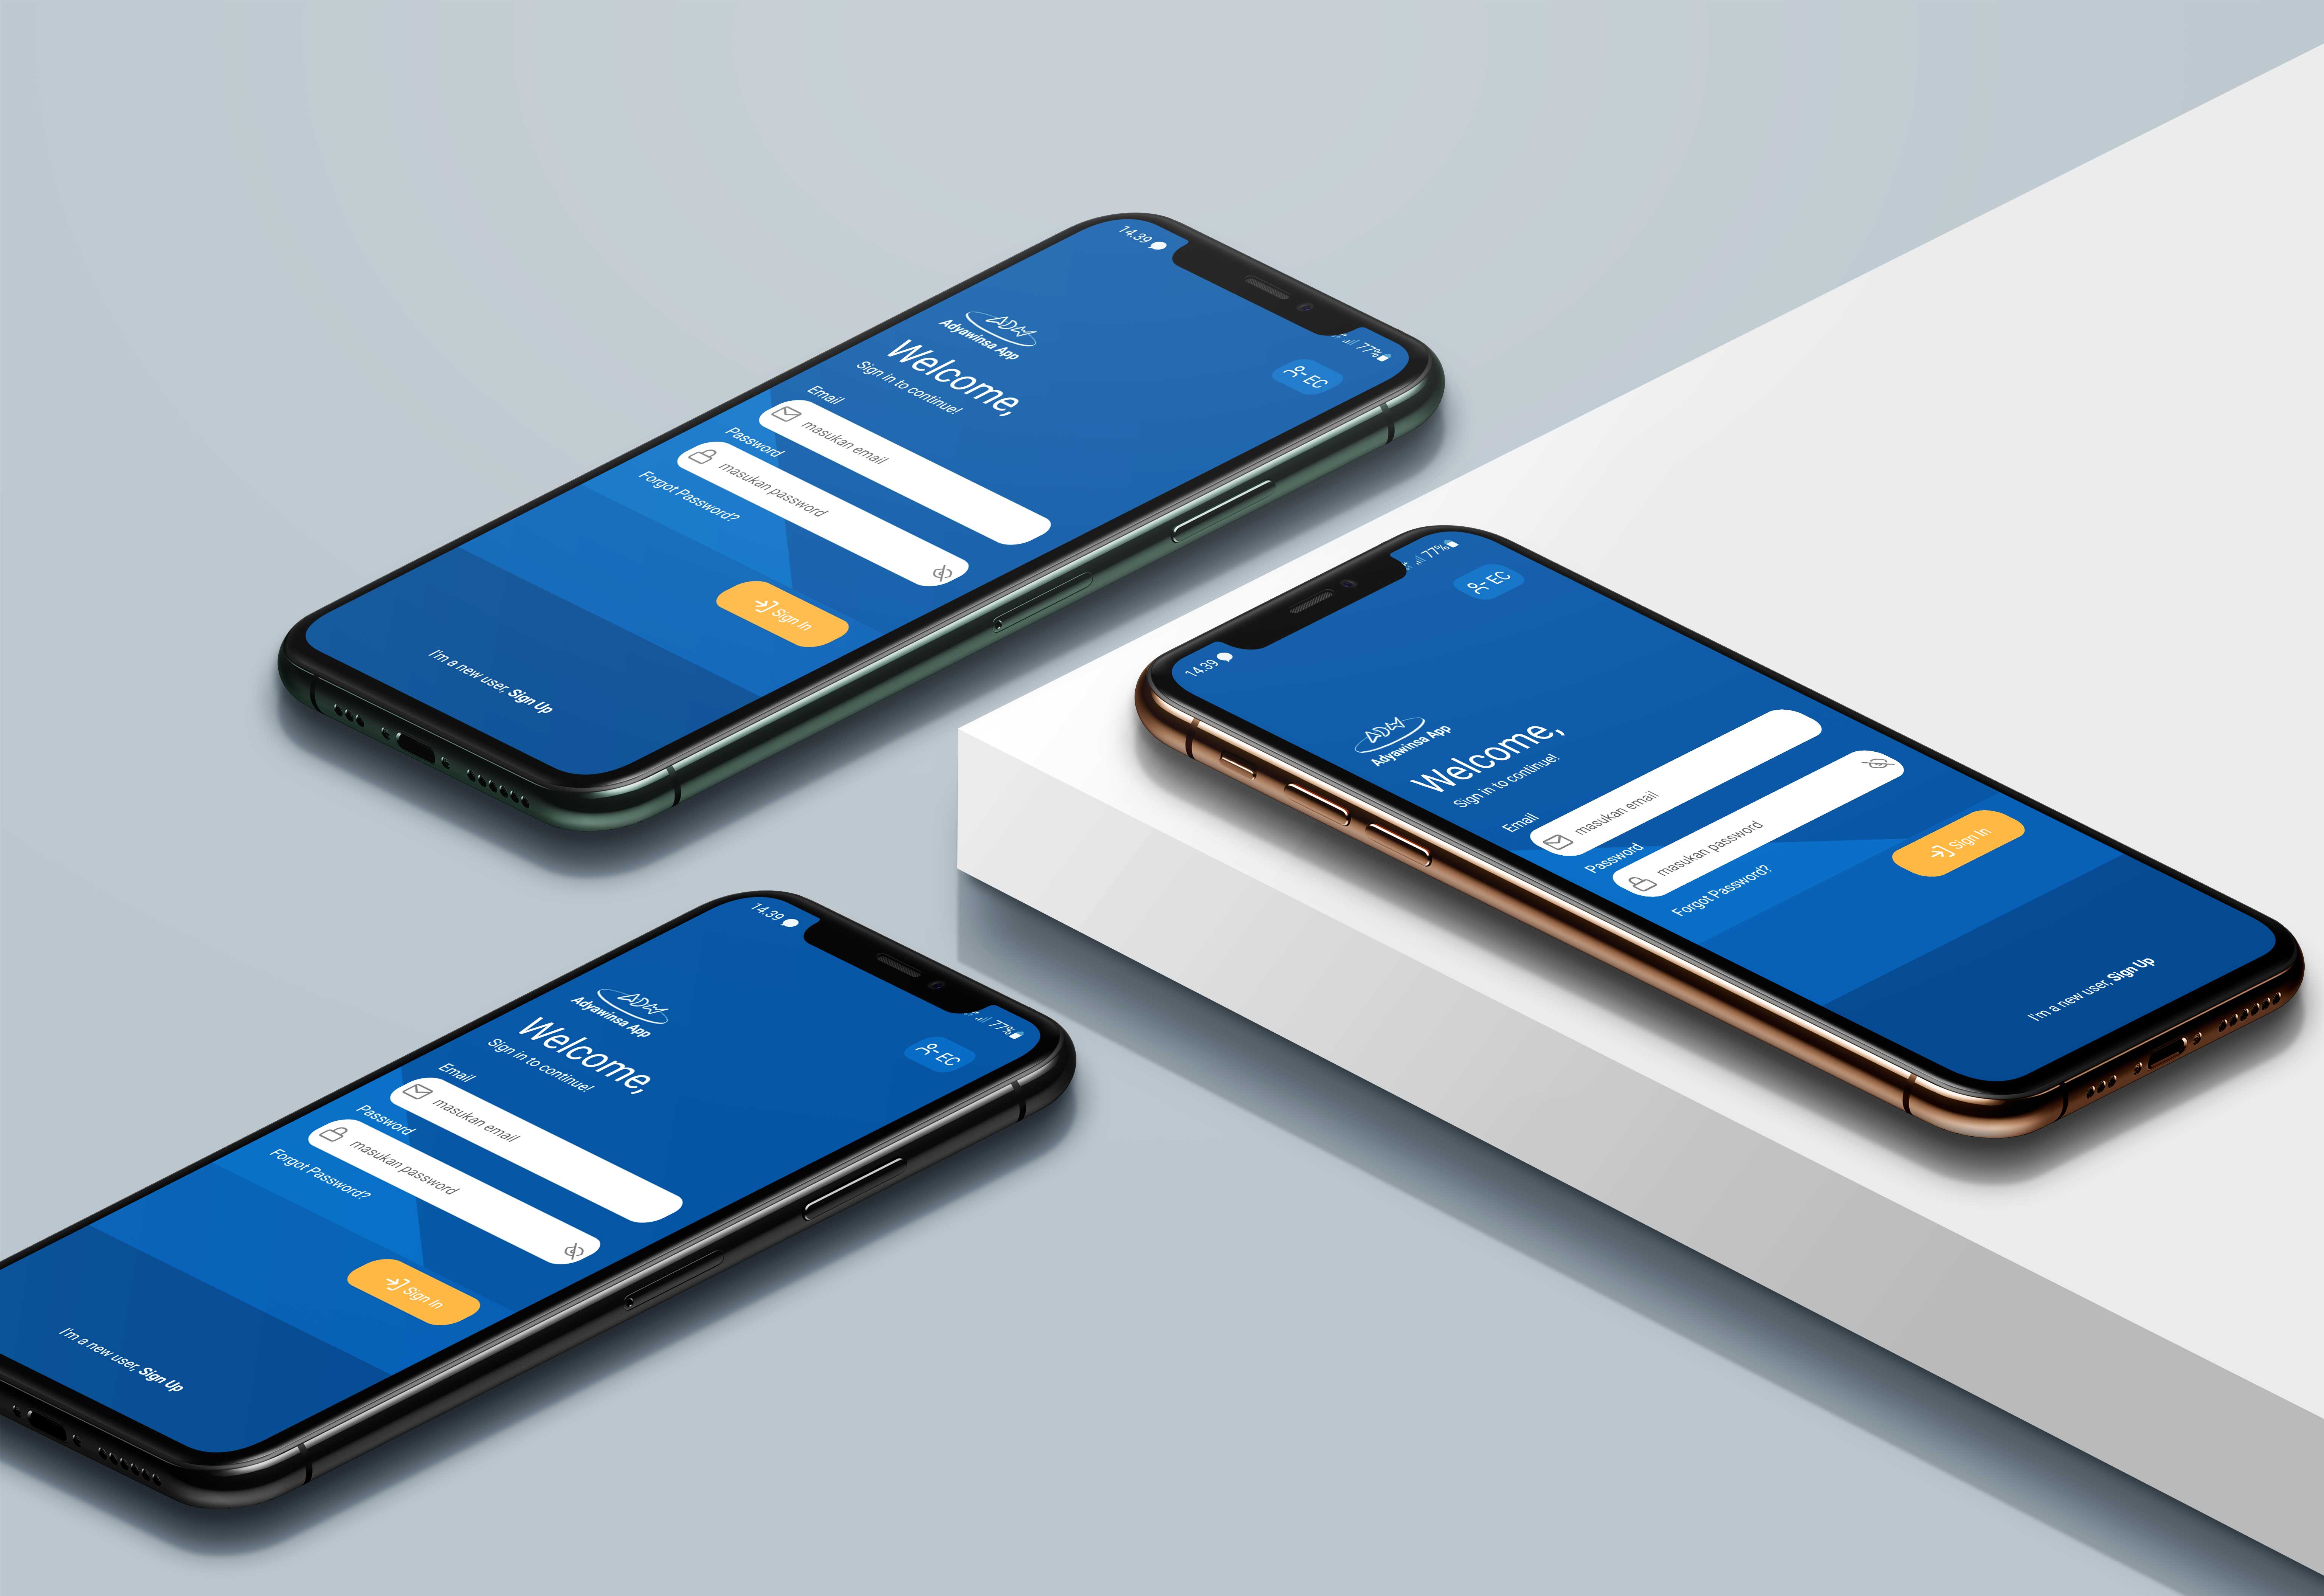 14.39
77%
EC
ADW
Adyawinsa App
Welcome,
Sign in to continue!
Email
masukan email
Password
masukan password
Forgot Password?
Sign In
I'm a new user, Sign Up
14.39
77%
EC
ADW
Adyawinsa App
Welcome,
Sign in to continue!
Email
masukan email
Password
masukan password
Forgot Password?
Sign In
I'm a new user, Sign Up
14.39
77%
EC
ADW
Adyawinsa App
Welcome,
Sign in to continue!
Email
masukan email
Password
masukan password
Forgot Password?
Sign In
I'm a new user, Sign Up